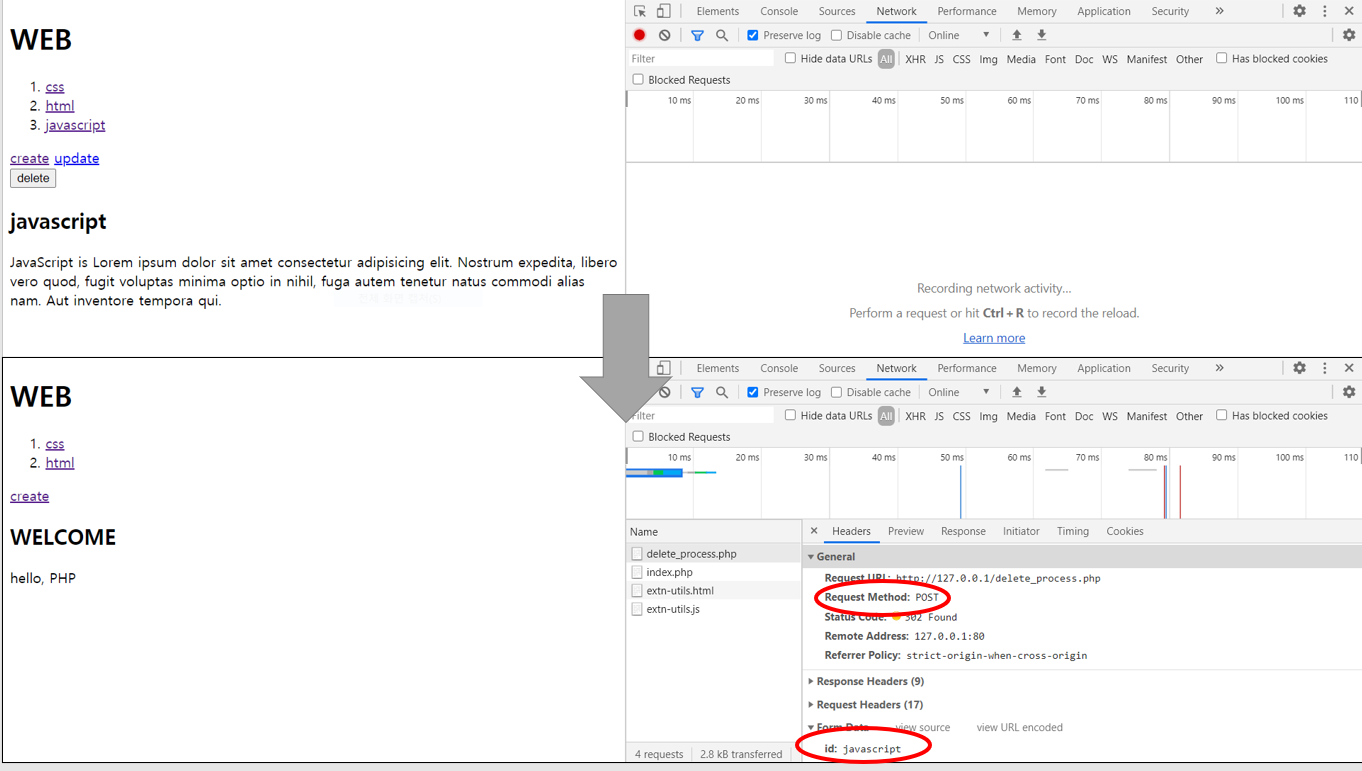 WEB
1. css
2. html
3. javascript
create update
delete
javascript
JavaScript is Lorem ipsum dolor sit amet consectetur adipisicing elit. Nostrum expedita, libero
vero quod, fugit voluptas minima optio in nihil, fuga autem tenetur natus commodi alias
nam. Aut inventore tempora qui.
Elements Console Sources Network Performance Memory Application Security »
Preserve log Disable cache Online
Filter Hide data URLs All XHR JS CSS Img Media Font Doc WS Manifest Other Has blocked cookies
Blocked Requests
10 ms 20 ms 30 ms 40 ms 50 ms 60 ms 70 ms 80 ms 90 ms 100 ms 110
Recording network activity...
Perform a request or hit Ctrl + R to record the reload.
Learn more
WEB
1. css
2. html
create
WELCOME
hello, PHP
Elements Console Sources Network Performance Memory Application Security »
Preserve log Disable cache Online
Filter Hide data URLs All XHR JS CSS Img Media Font Doc WS Manifest Other Has blocked cookies
Blocked Requests
10 ms 20 ms 30 ms 40 ms 50 ms 60 ms 70 ms 80 ms 90 ms 100 ms 110
Name
delete_process.php
index.php
extn-utils.html
extn-utils.js
4 requests 2.8 kB transferred
× Headers Preview Response Initiator Timing Cookies
General
Request URL: http://127.0.0.1/delete_process.php
Request Method: POST
Status Code: 302 Found
Remote Address: 127.0.0.1:80
Referrer Policy: strict-origin-when-cross-origin
Response Headers (9)
Request Headers (17)
Form Data view source view URL encoded
id: javascript